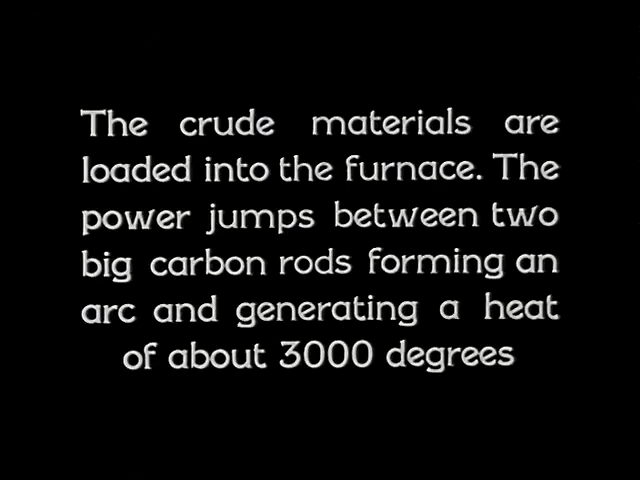 The crude materials are
loaded into the furnace. The
power jumps between two
big carbon rods forming an
arc and generating a heat
of about 3000 degrees